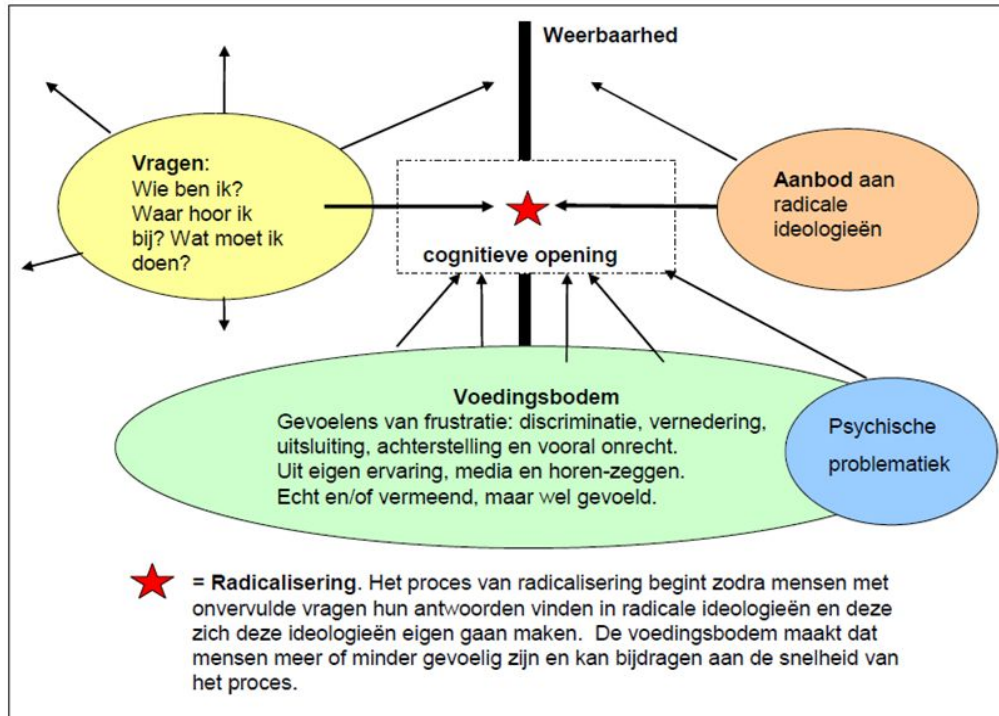 Weerbaarhed
Vragen:
Wie ben ik?
Waar hoor ik
bij? Wat moet ik
doen?
Aanbod aan
radicale
ideologieën
cognitieve opening
Voedingsbodem
Gevoelens van frustratie: discriminatie, vernedering,
uitsluiting, achterstelling en vooral onrecht.
Uit eigen ervaring, media en horen-zeggen.
Echt en/of vermeend, maar wel gevoeld.
Psychische
problematiek
= Radicalisering. Het proces van radicalisering begint zodra mensen met
onvervulde vragen hun antwoorden vinden in radicale ideologieën en deze
zich deze ideologieën eigen gaan maken. De voedingsbodem maakt dat
mensen meer of minder gevoelig zijn en kan bijdragen aan de snelheid van
het proces.